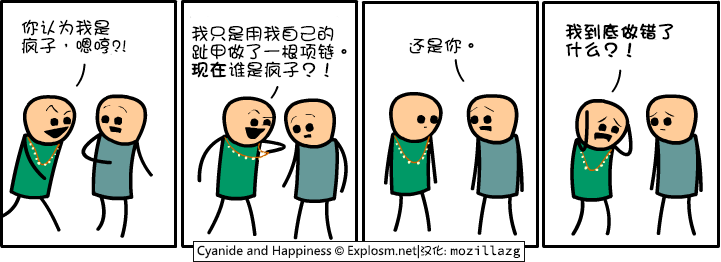 你认为我是
疯子，嗯哼?!
我只是用我自己的
趾甲做了一根项链。
现在谁是疯子？！
还是你。
我到底做错了
什么？！
Cyanide and Happiness © Explosm.net|汉化: mozillazg